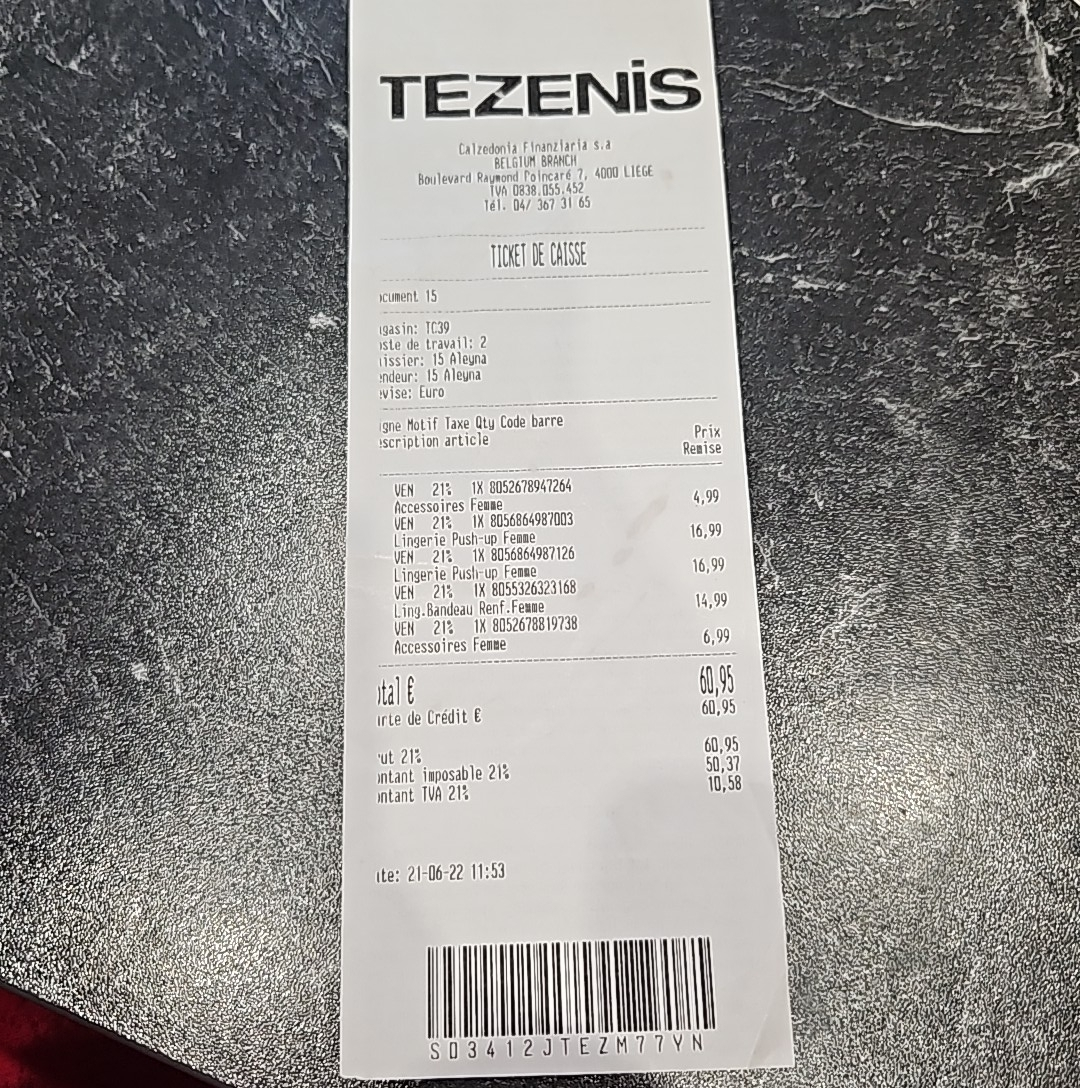 TEZENIS
Calzedonia Finanziaria s.a
BELGIUM BRANCH
Boulevard Raymond Poincaré 7, 4000 LIEGE
TVA 0838.055.452
Tél. 04/ 367 31 65
TICKET DE CAISSE
ocument 15
agasin: TC39
oste de travail: 2
aissier: 15 Aleyna
endeur: 15 Aleyna
evise: Euro
igne Motif Taxe Qty Code barre
escription article
Prix
Remise
VEN 21% 1X 8052678947264
Accessoires Femme 4,99
VEN 21% 1X 8056864987003
Lingerie Push-up Femme 16,99
VEN 21% 1X 8056864987126
Lingerie Push-up Femme 16,99
VEN 21% 1X 8055326323168
Ling.Bandeau Renf.Femme 14,99
VEN 21% 1X 8052678819738
Accessoires Femme 6,99
otal € 60,95
arte de Crédit € 60,95
rut 21% 60,95
ontant imposable 21% 50,37
ontant TVA 21% 10,58
ate: 21-06-22 11:53
S03412JTEZM77YN